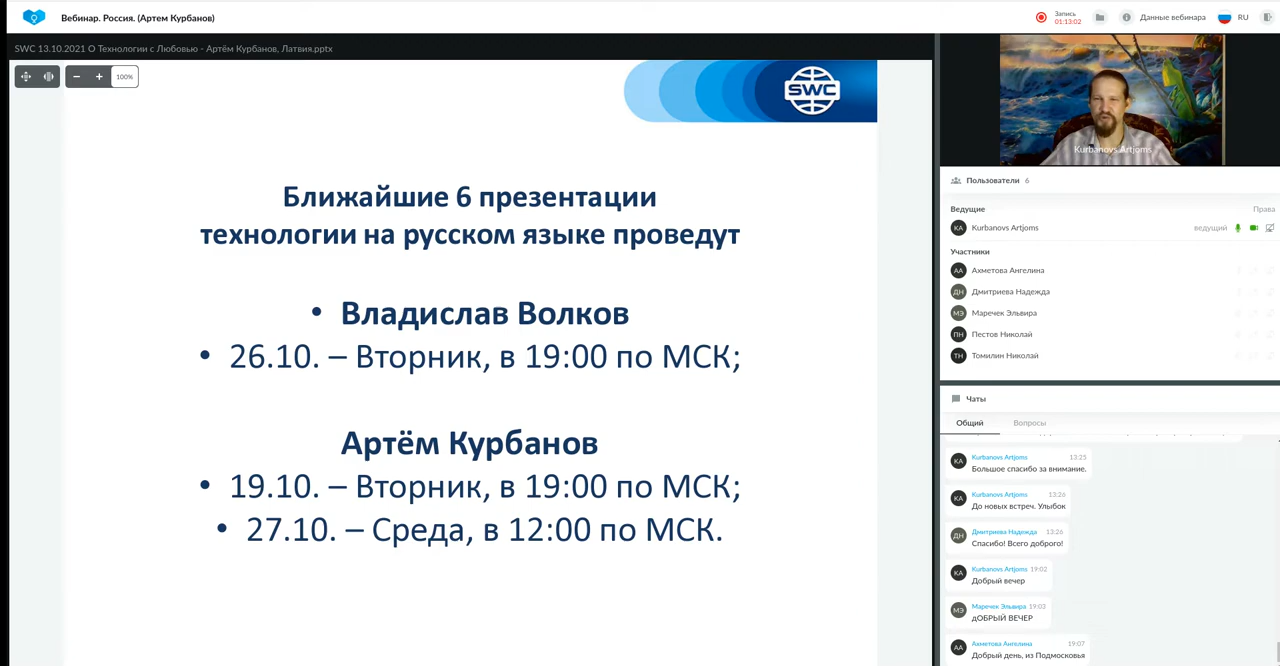 Вебинар. Россия. (Артем Курбанов)
Запись
01:13:02
Данные вебинара
RU
SWC 13.10.2021 О Технологии с Любовью - Артём Курбанов, Латвия.pptx
100%
SWC
Ближайшие 6 презентации
технологии на русском языке проведут
• Владислав Волков
• 26.10. – Вторник, в 19:00 по МСК;
Артём Курбанов
• 19.10. – Вторник, в 19:00 по МСК;
• 27.10. – Среда, в 12:00 по МСК.
Kurbanovs Artjoms
Пользователи 6
Ведущие
Права
KA Kurbanovs Artjoms ведущий
Участники
АА Ахметова Ангелина
ДН Дмитриева Надежда
МЭ Маречек Эльвира
ПН Пестов Николай
ТН Томилин Николай
Чаты
Общий Вопросы
KA Kurbanovs Artjoms 13:25
Большое спасибо за внимание.
KA Kurbanovs Artjoms 13:26
До новых встреч. Улыбок
ДН Дмитриева Надежда 13:26
Спасибо! Всего доброго!
KA Kurbanovs Artjoms 19:02
Добрый вечер
МЭ Маречек Эльвира 19:03
дОБРЫЙ ВЕЧЕР
АА Ахметова Ангелина 19:07
Добрый день, из Подмосковья